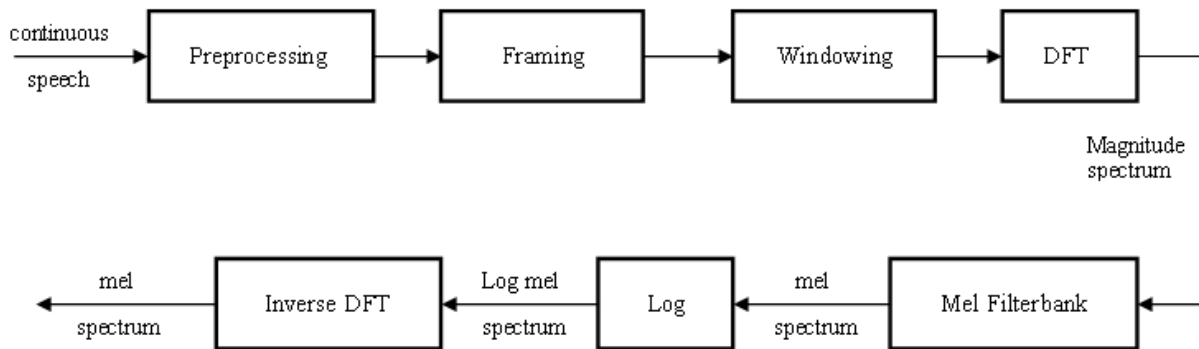 continuous
speech
Preprocessing
Framing
Windowing
DFT
Magnitude
spectrum
mel
spectrum
Inverse DFT
Log mel
spectrum
Log
mel
spectrum
Mel Filterbank